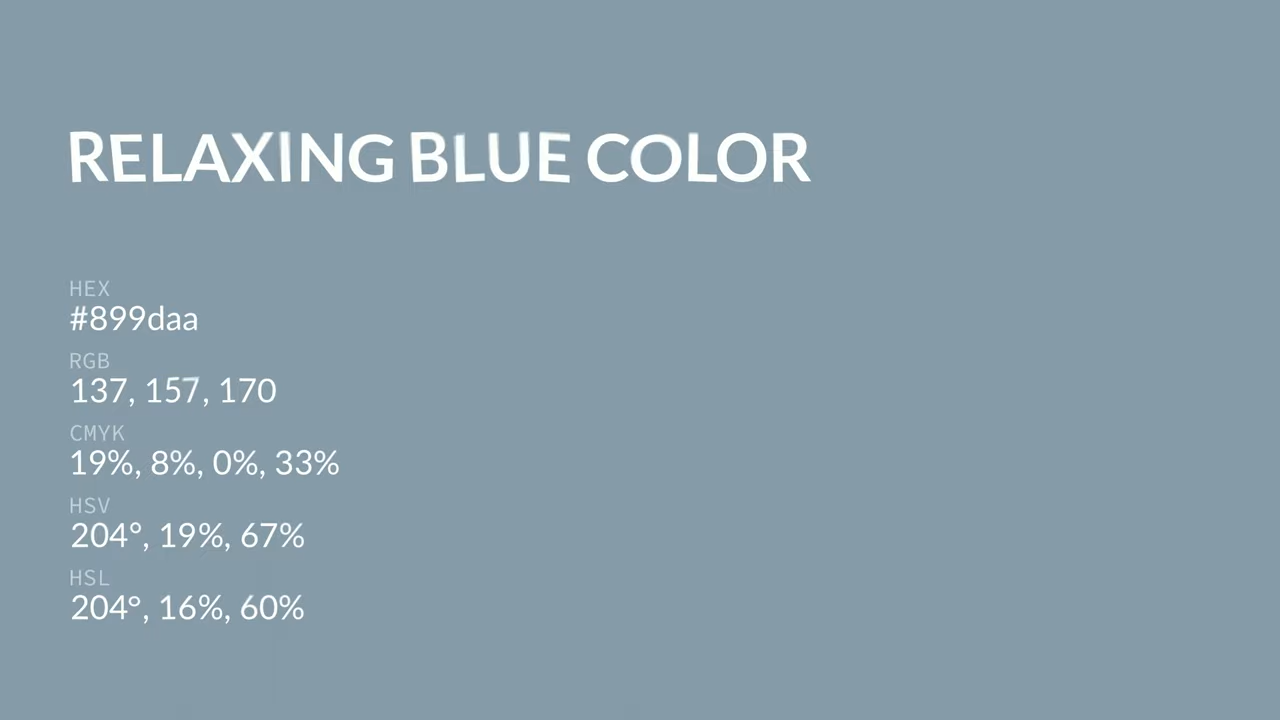 RELAXING BLUE COLOR
HEX
#899daa
RGB
137, 157, 170
CMYK
19%, 8%, 0%, 33%
HSV
204°, 19%, 67%
HSL
204°, 16%, 60%